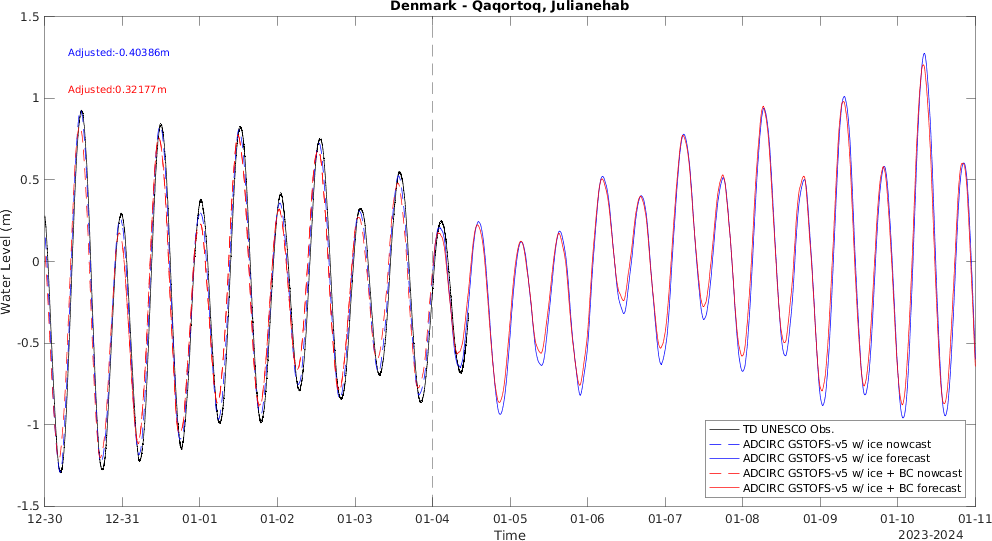 Denmark - Qaqortoq, Julianehab
Adjusted:-0.40386m
Adjusted:0.32177m
Water Level (m)
1.5
1
0.5
0
-0.5
-1
-1.5
TD UNESCO Obs.
ADCIRC GSTOFS-v5 w/ ice nowcast
ADCIRC GSTOFS-v5 w/ ice forecast
ADCIRC GSTOFS-v5 w/ ice + BC nowcast
ADCIRC GSTOFS-v5 w/ ice + BC forecast
12-30 12-31 01-01 01-02 01-03 01-04 01-05 01-06 01-07 01-08 01-09 01-10 01-11
Time
2023-2024